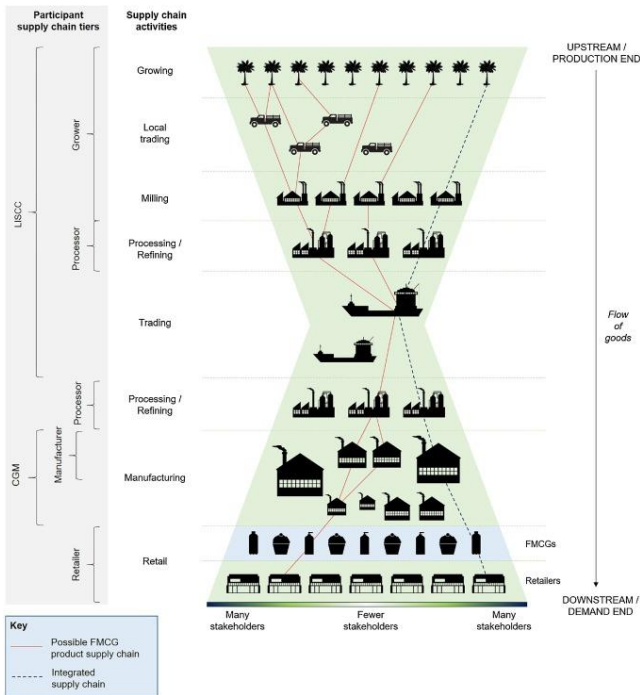 Participant
supply chain tiers
Supply chain
activities
UPSTREAM /
PRODUCTION END
Growing
Grower
Local
trading
LISCC
Milling
Processor
Processing /
Refining
Trading
Flow
of
goods
Processor
Processing /
Refining
CGM
Manufacturer
Manufacturing
FMCGs
Retailer
Retail
Retailers
DOWNSTREAM /
DEMAND END
Many
stakeholders
Fewer
stakeholders
Many
stakeholders
Key
Possible FMCG
product supply chain
Integrated
supply chain